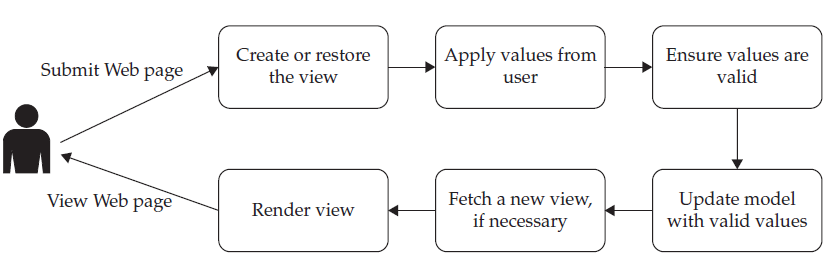 Submit Web page
Create or restore
the view
Apply values from
user
Ensure values are
valid
View Web page
Render view
Fetch a new view,
if necessary
Update model
with valid values